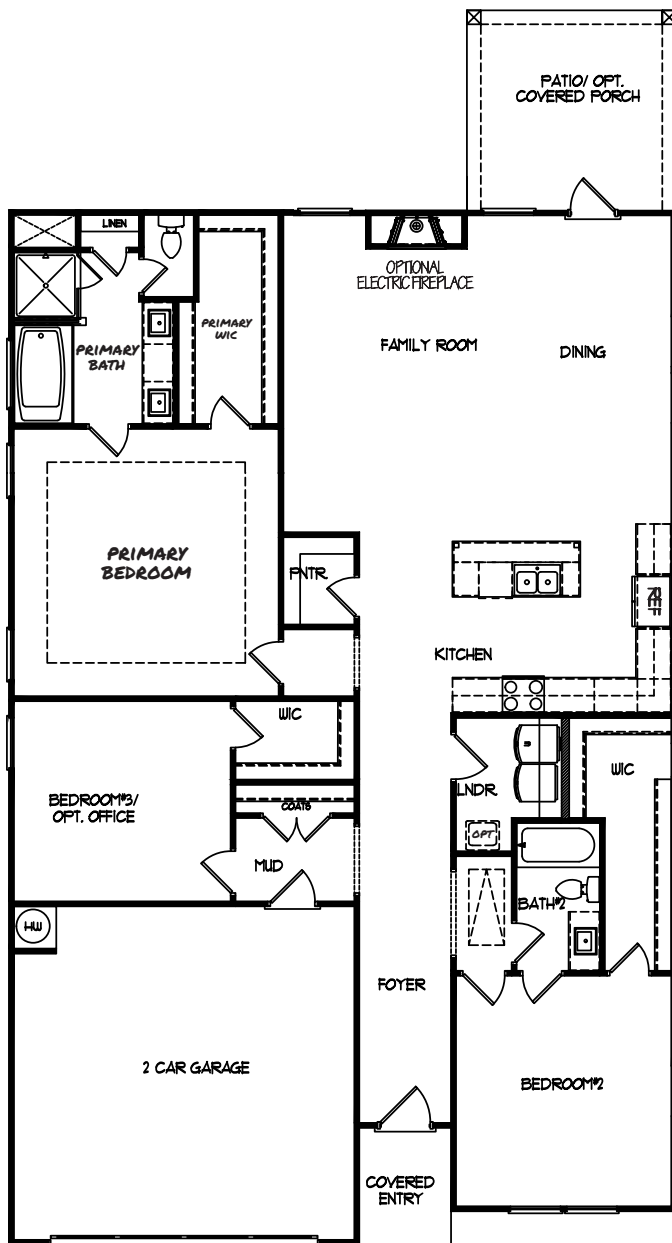 PATIO/ OPT.
COVERED PORCH
LINEN
OPTIONAL
ELECTRIC FIREPLACE
PRIMARY
WIC
PRIMARY
BATH
FAMILY ROOM
DINING
PRIMARY
BEDROOM
PNTR
REF
KITCHEN
WIC
WIC
BEDROOM#3/
OPT. OFFICE
LNDR
COATS
OPT
MUD
BATH#2
HW
FOYER
2 CAR GARAGE
BEDROOM#2
COVERED
ENTRY